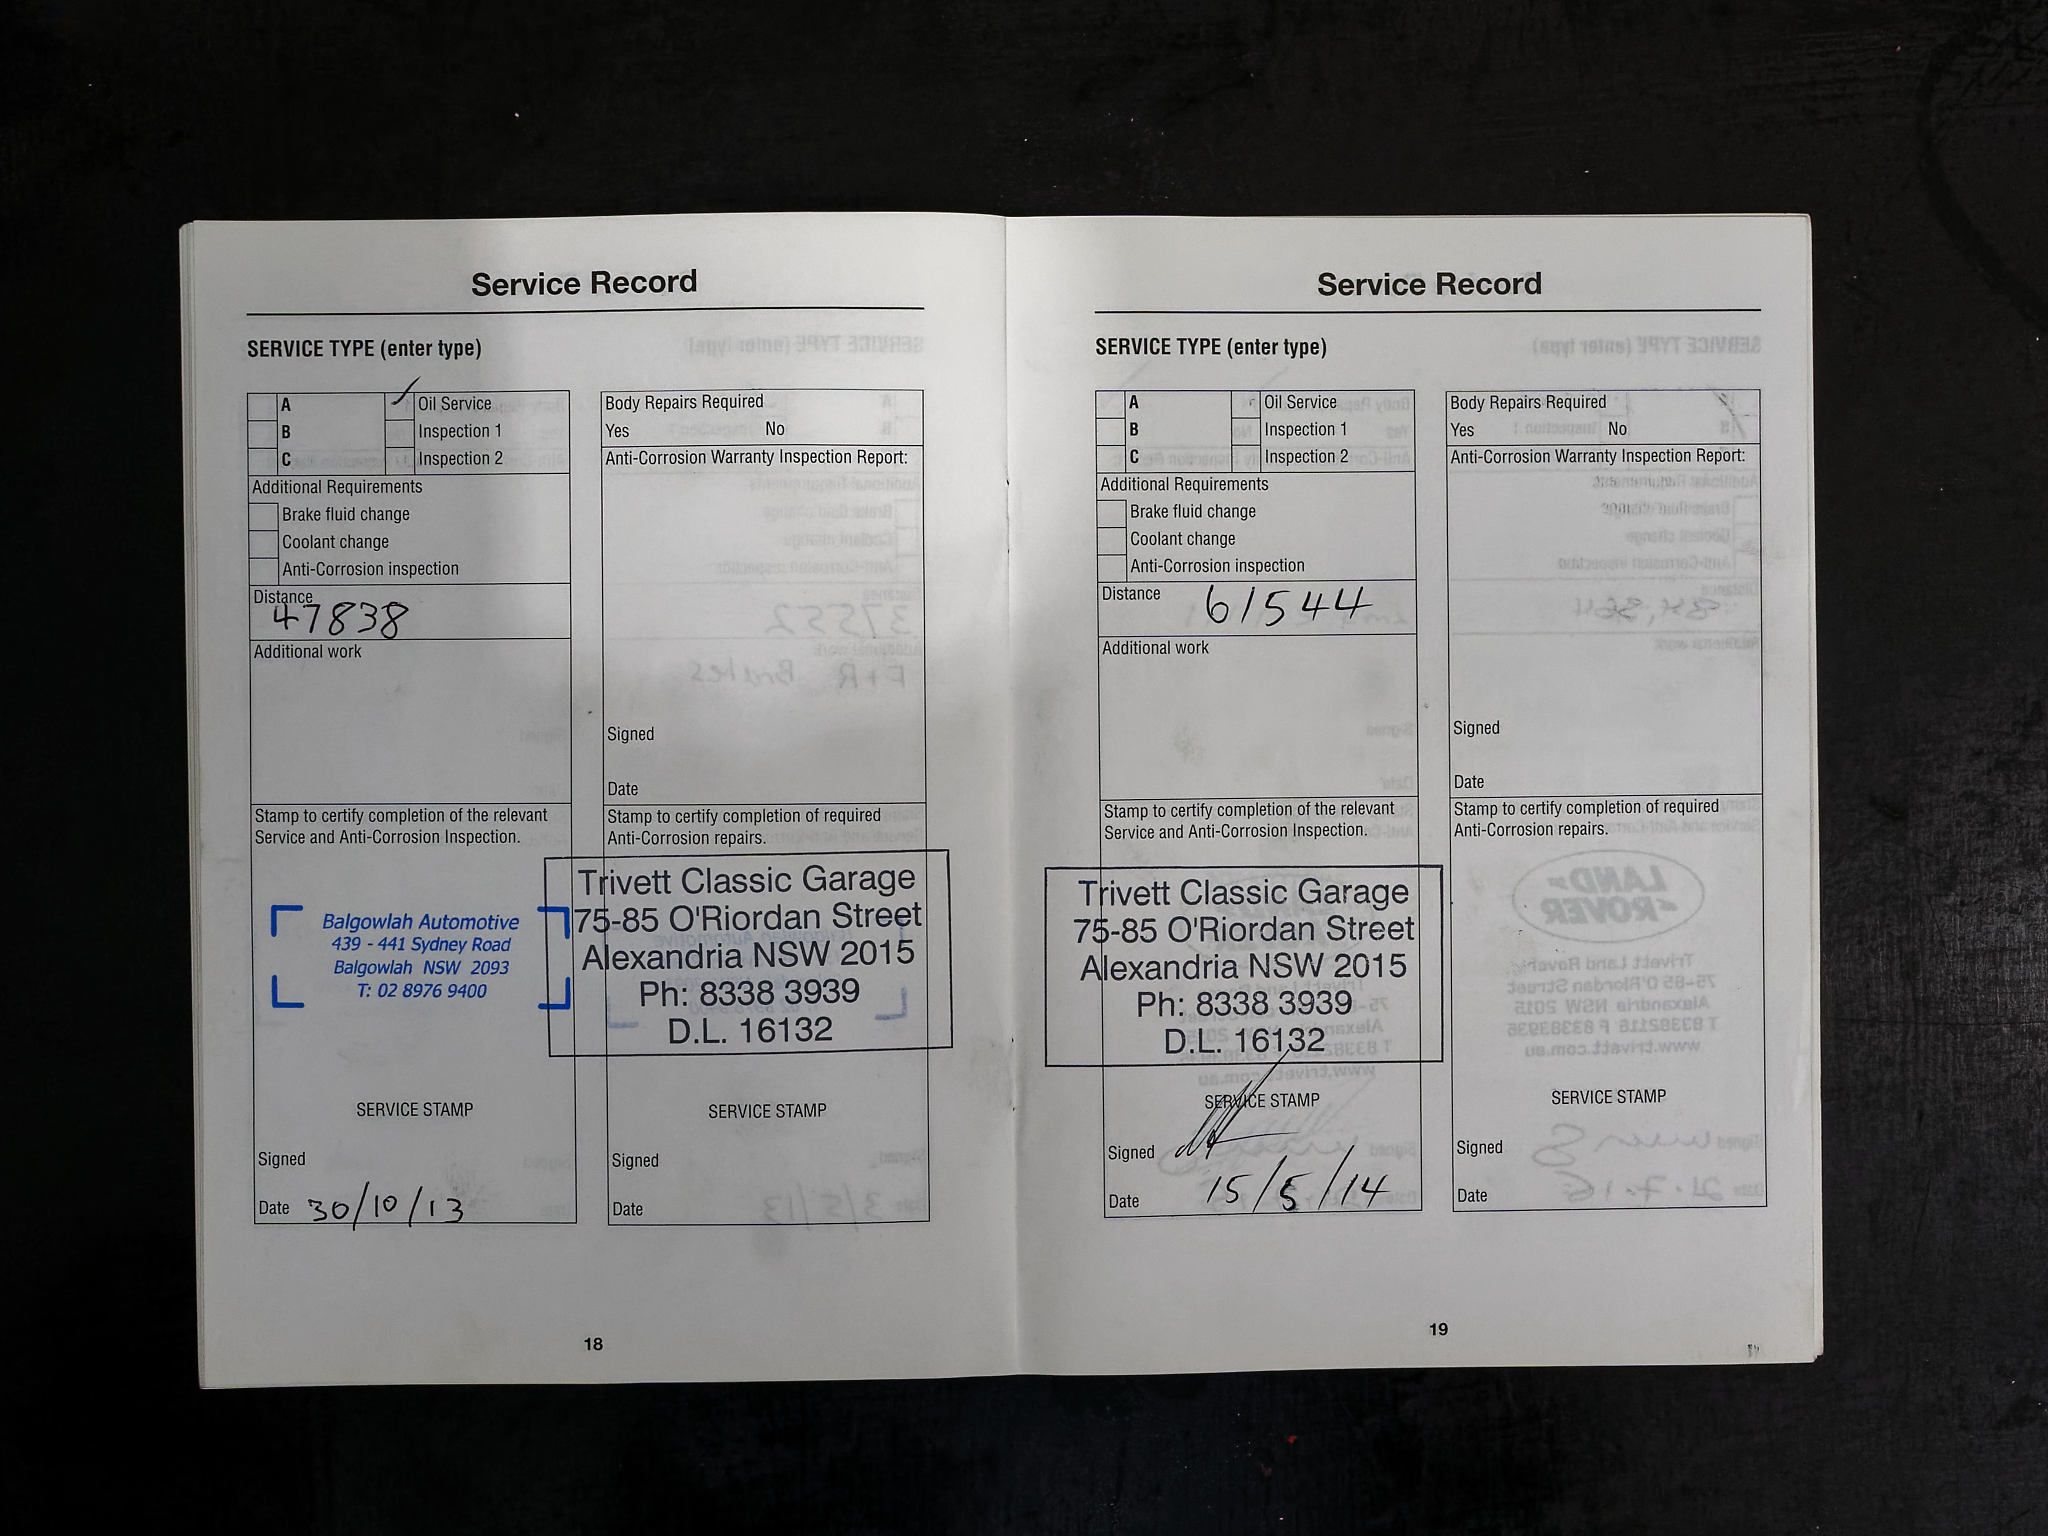 Service Record
SERVICE TYPE (enter type)
A
Oil Service
B
Inspection 1
C
Inspection 2
Additional Requirements
Brake fluid change
Coolant change
Anti-Corrosion inspection
Distance
47838
Additional work
Stamp to certify completion of the relevant
Service and Anti-Corrosion Inspection.
Balgowlah Automotive
439 - 441 Sydney Road
Balgowlah NSW 2093
T: 02 8976 9400
SERVICE STAMP
Signed
Date 30/10/13
Body Repairs Required
Yes No
Anti-Corrosion Warranty Inspection Report:
Signed
Date
Stamp to certify completion of required
Anti-Corrosion repairs.
Trivett Classic Garage
75-85 O'Riordan Street
Alexandria NSW 2015
Ph: 8338 3939
D.L. 16132
SERVICE STAMP
Signed
Date
18
Service Record
SERVICE TYPE (enter type)
A
Oil Service
B
Inspection 1
C
Inspection 2
Additional Requirements
Brake fluid change
Coolant change
Anti-Corrosion inspection
Distance 61544
Additional work
Stamp to certify completion of the relevant
Service and Anti-Corrosion Inspection.
Trivett Classic Garage
75-85 O'Riordan Street
Alexandria NSW 2015
Ph: 8338 3939
D.L. 16132
SERVICE STAMP
Signed
Date 15/5/14
Body Repairs Required
Yes No
Anti-Corrosion Warranty Inspection Report:
Signed
Date
Stamp to certify completion of required
Anti-Corrosion repairs.
SERVICE STAMP
Signed
Date
19